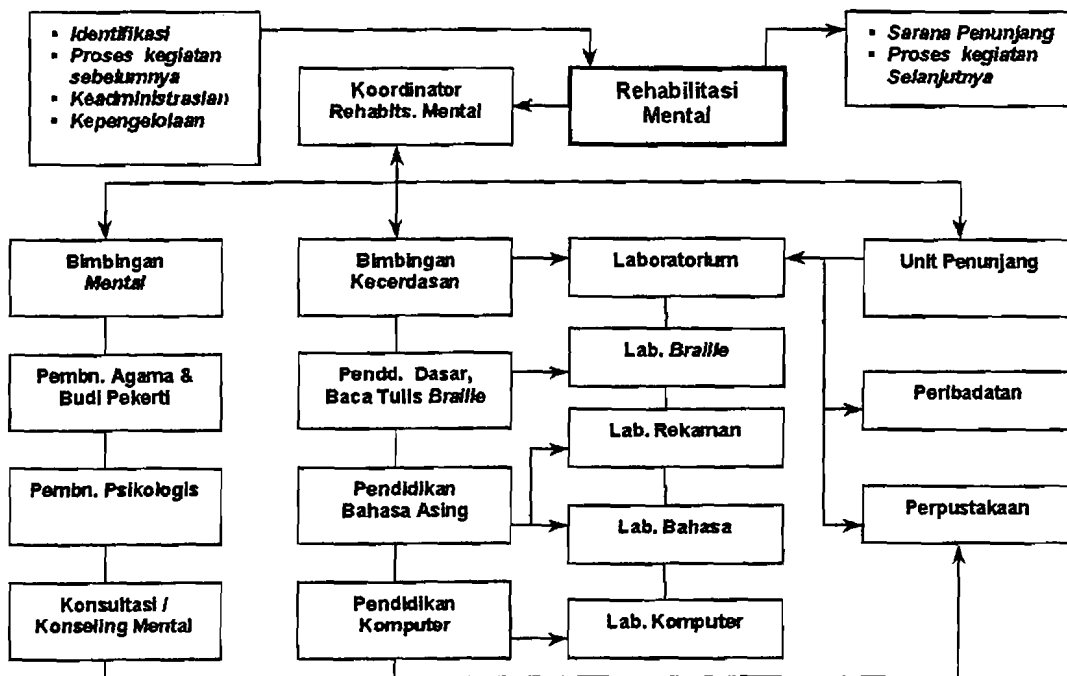 ▪ Identifikasi
▪ Proses kegiatan
sebelumnya
▪ Keadministrasian
▪ Kepengelolaan
Koordinator
Rehabits. Mental
Rehabilitasi
Mental
▪ Sarana Penunjang
▪ Proses kegiatan
Selanjutnya
Bimbingan
Mental
Bimbingan
Kecerdasan
Laboratorium
Unit Penunjang
Pembn. Agama &
Budi Pekerti
Pendd. Dasar,
Baca Tulis Braille
Lab. Braille
Peribadatan
Lab. Rekaman
Pembn. Psikologis
Pendidikan
Bahasa Asing
Lab. Bahasa
Perpustakaan
Konsultasi /
Konseling Mental
Pendidikan
Komputer
Lab. Komputer